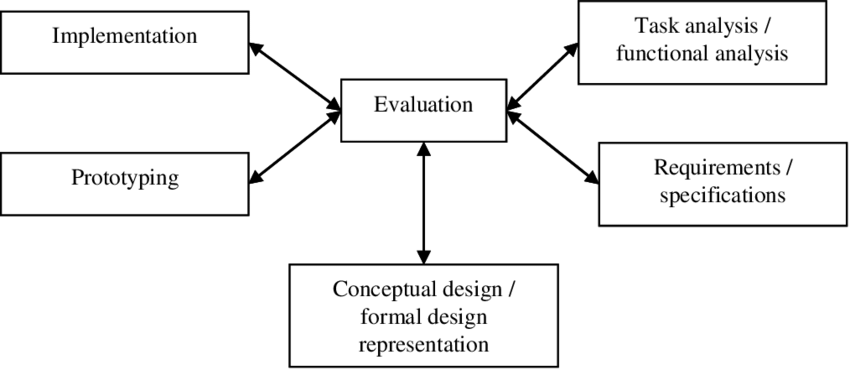 Implementation
Task analysis /
functional analysis
Evaluation
Prototyping
Requirements /
specifications
Conceptual design /
formal design
representation